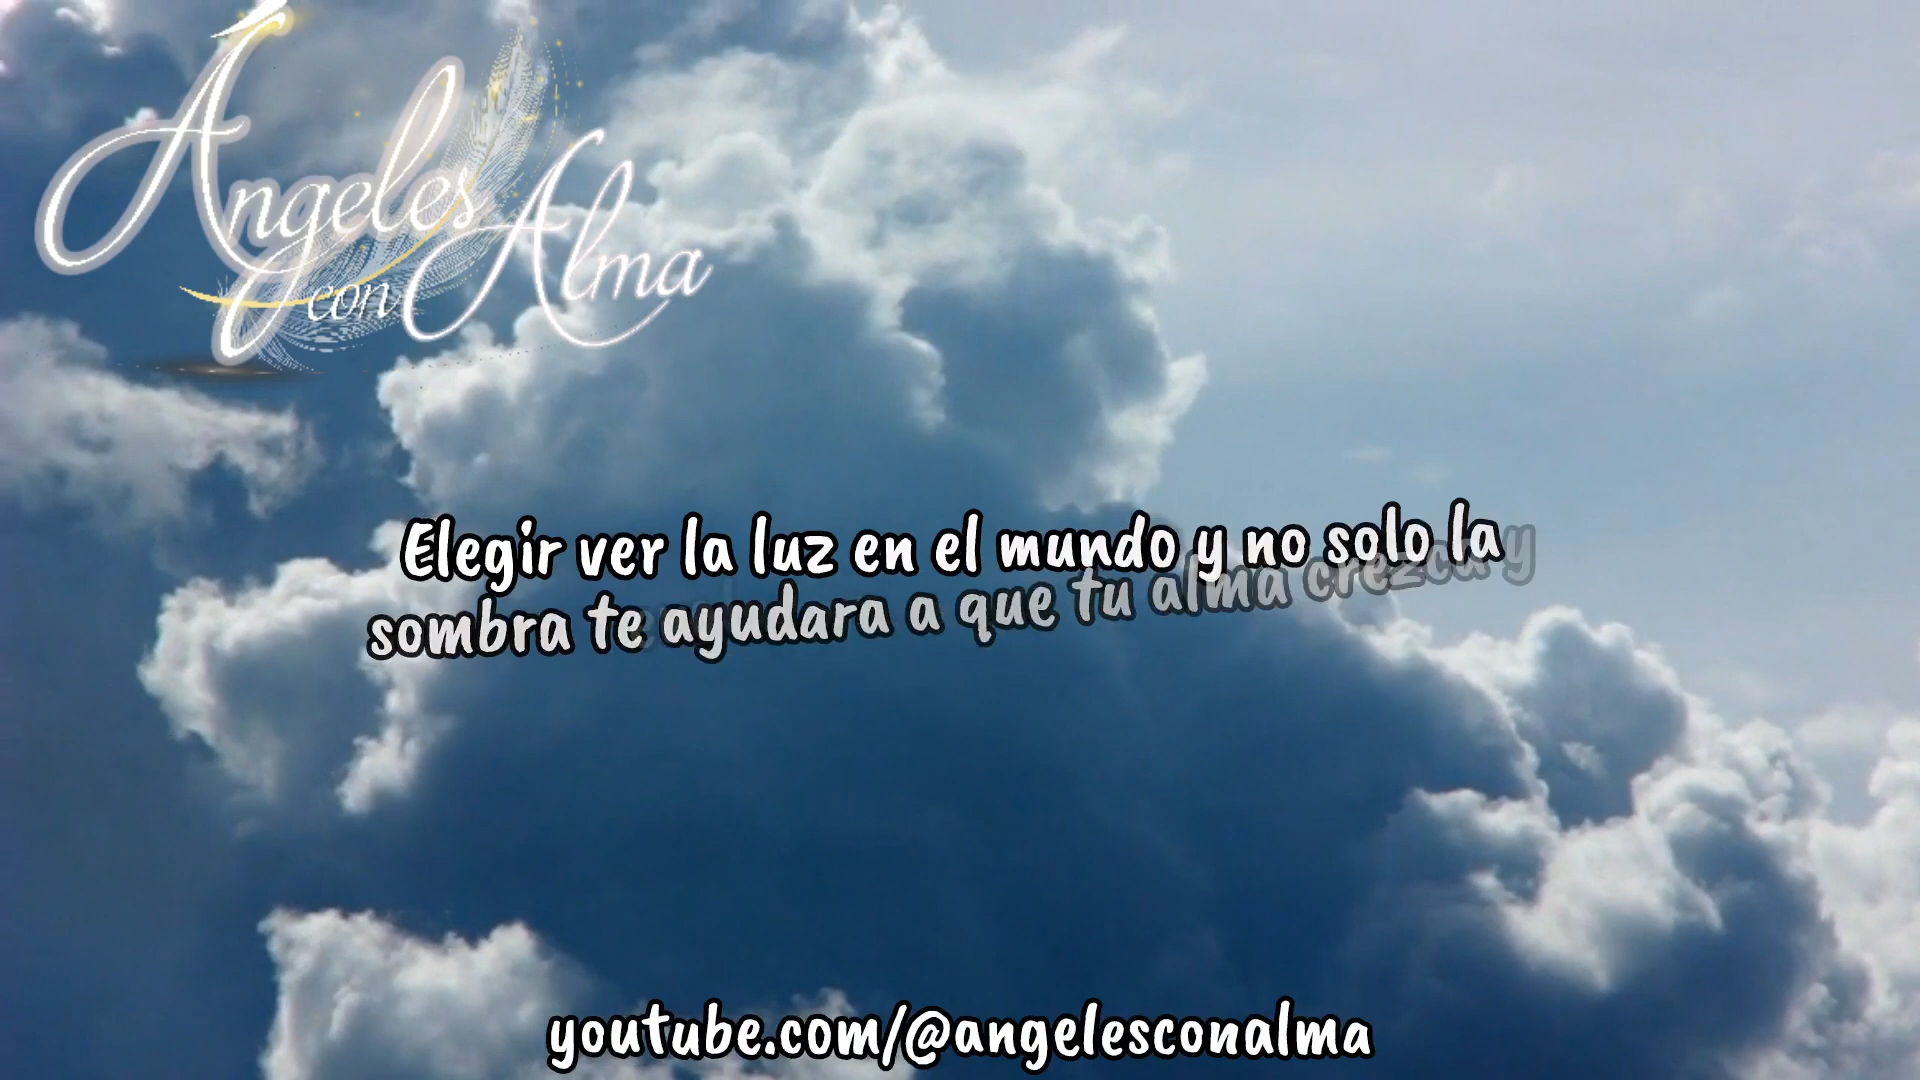 Ángeles
con Alma
Elegir ver la luz en el mundo y no solo la
sombra te ayudara a que tu alma crezca y
youtube.com/@angelesconalma